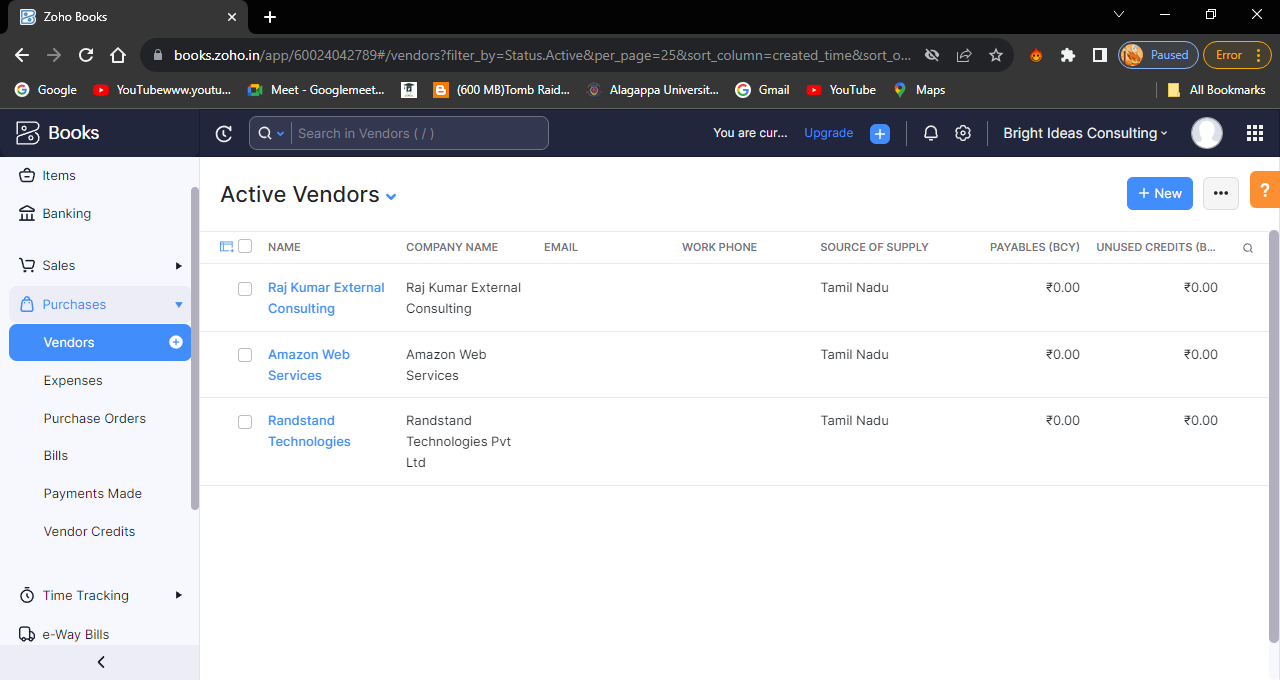 Zoho Books
books.zoho.in/app/60024042789#/vendors?filter_by=Status.Active&per_page=25&sort_column=created_time&sort_o...
Paused
Error
Google
YouTubewww.youtu...
Meet - Googlemeet...
(600 MB)Tomb Raid...
Alagappa Universit...
Gmail
YouTube
Maps
All Bookmarks
Books
Search in Vendors ( / )
You are cur...
Upgrade
Bright Ideas Consulting
Items
Banking
Sales
Purchases
Vendors
Expenses
Purchase Orders
Bills
Payments Made
Vendor Credits
Time Tracking
e-Way Bills
Active Vendors
+ New
?
NAME COMPANY NAME EMAIL WORK PHONE SOURCE OF SUPPLY PAYABLES (BCY) UNUSED CREDITS (B...
Raj Kumar External Raj Kumar External Tamil Nadu ₹0.00 ₹0.00
Consulting Consulting
Amazon Web Amazon Web Tamil Nadu ₹0.00 ₹0.00
Services Services
Randstand Randstand Tamil Nadu ₹0.00 ₹0.00
Technologies Technologies Pvt
Ltd